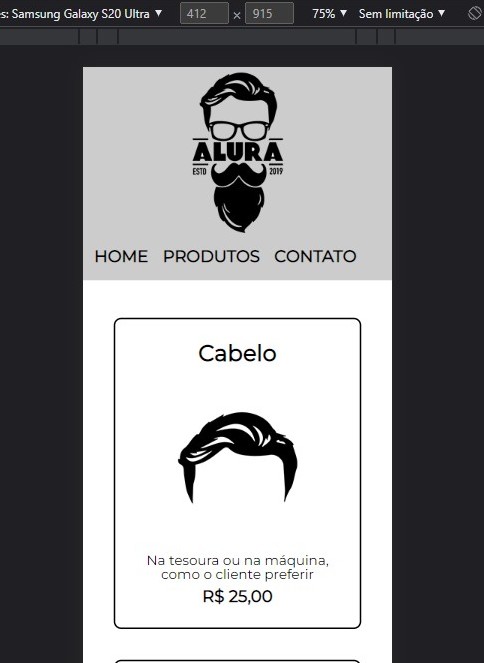 s: Samsung Galaxy S20 Ultra ▼ 412 × 915 75% ▼ Sem limitação ▼
ALURA
ESTD 2019
HOME PRODUTOS CONTATO
Cabelo
Na tesoura ou na máquina,
como o cliente preferir
R$ 25,00